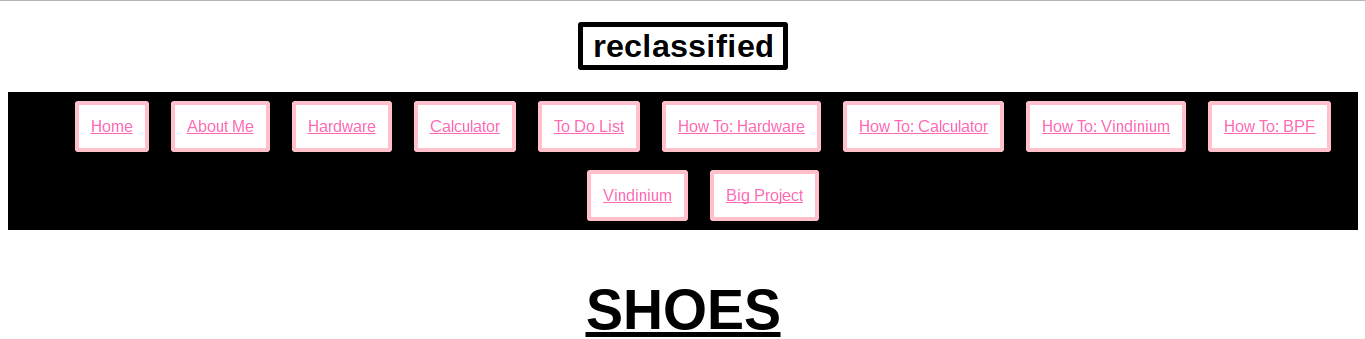 reclassified
Home About Me Hardware Calculator To Do List How To: Hardware How To: Calculator How To: Vindinium How To: BPF
Vindinium Big Project
SHOES